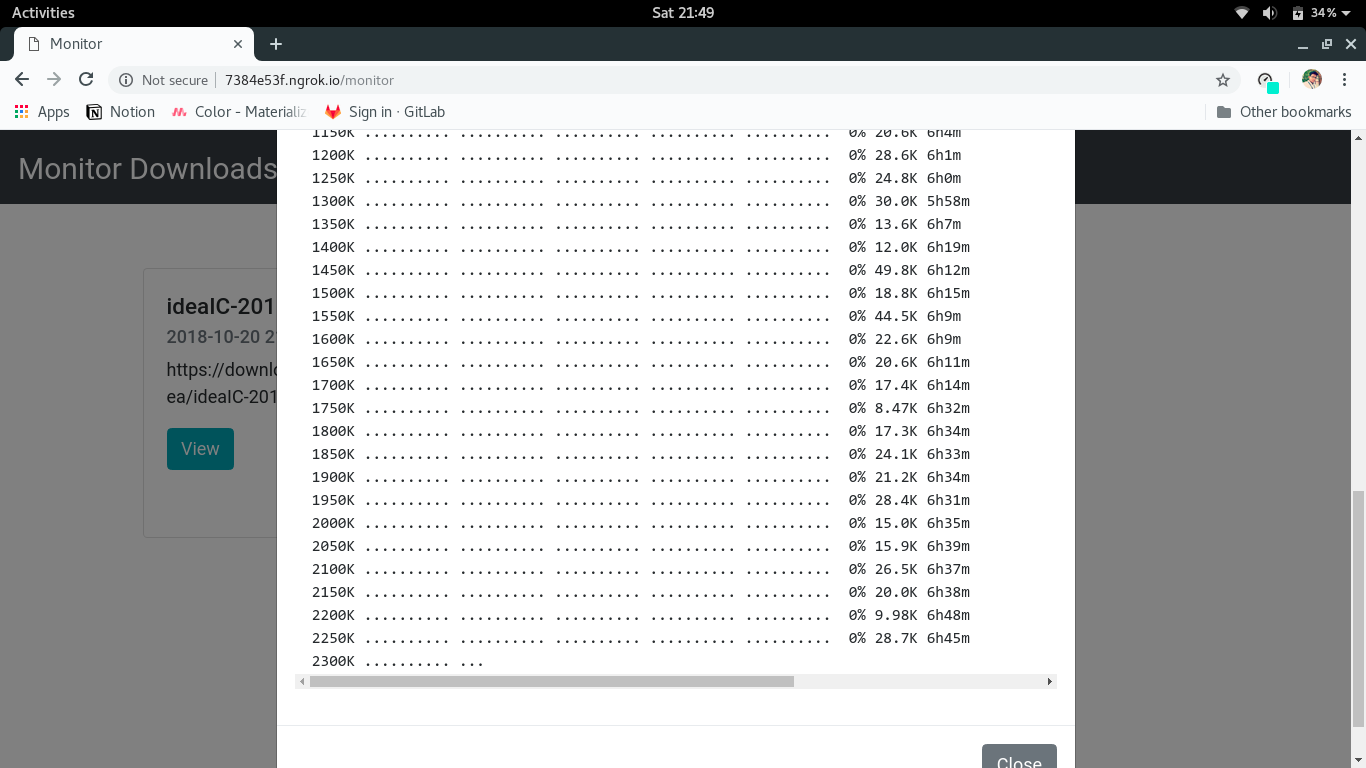 Activities
Sat 21:49
34%
Monitor
Not secure
7384e53f.ngrok.io/monitor
Apps
Notion
Color - Materializ
Sign in · GitLab
Other bookmarks
Monitor Downloads
ideaIC-201
2018-10-20 2
https://downlo
ea/ideaIC-201
View
1150K .......... .......... .......... .......... .......... 0% 20.6K 6h4m
1200K .......... .......... .......... .......... .......... 0% 28.6K 6h1m
1250K .......... .......... .......... .......... .......... 0% 24.8K 6h0m
1300K .......... .......... .......... .......... .......... 0% 30.0K 5h58m
1350K .......... .......... .......... .......... .......... 0% 13.6K 6h7m
1400K .......... .......... .......... .......... .......... 0% 12.0K 6h19m
1450K .......... .......... .......... .......... .......... 0% 49.8K 6h12m
1500K .......... .......... .......... .......... .......... 0% 18.8K 6h15m
1550K .......... .......... .......... .......... .......... 0% 44.5K 6h9m
1600K .......... .......... .......... .......... .......... 0% 22.6K 6h9m
1650K .......... .......... .......... .......... .......... 0% 20.6K 6h11m
1700K .......... .......... .......... .......... .......... 0% 17.4K 6h14m
1750K .......... .......... .......... .......... .......... 0% 8.47K 6h32m
1800K .......... .......... .......... .......... .......... 0% 17.3K 6h34m
1850K .......... .......... .......... .......... .......... 0% 24.1K 6h33m
1900K .......... .......... .......... .......... .......... 0% 21.2K 6h34m
1950K .......... .......... .......... .......... .......... 0% 28.4K 6h31m
2000K .......... .......... .......... .......... .......... 0% 15.0K 6h35m
2050K .......... .......... .......... .......... .......... 0% 15.9K 6h39m
2100K .......... .......... .......... .......... .......... 0% 26.5K 6h37m
2150K .......... .......... .......... .......... .......... 0% 20.0K 6h38m
2200K .......... .......... .......... .......... .......... 0% 9.98K 6h48m
2250K .......... .......... .......... .......... .......... 0% 28.7K 6h45m
2300K .......... ...
Close